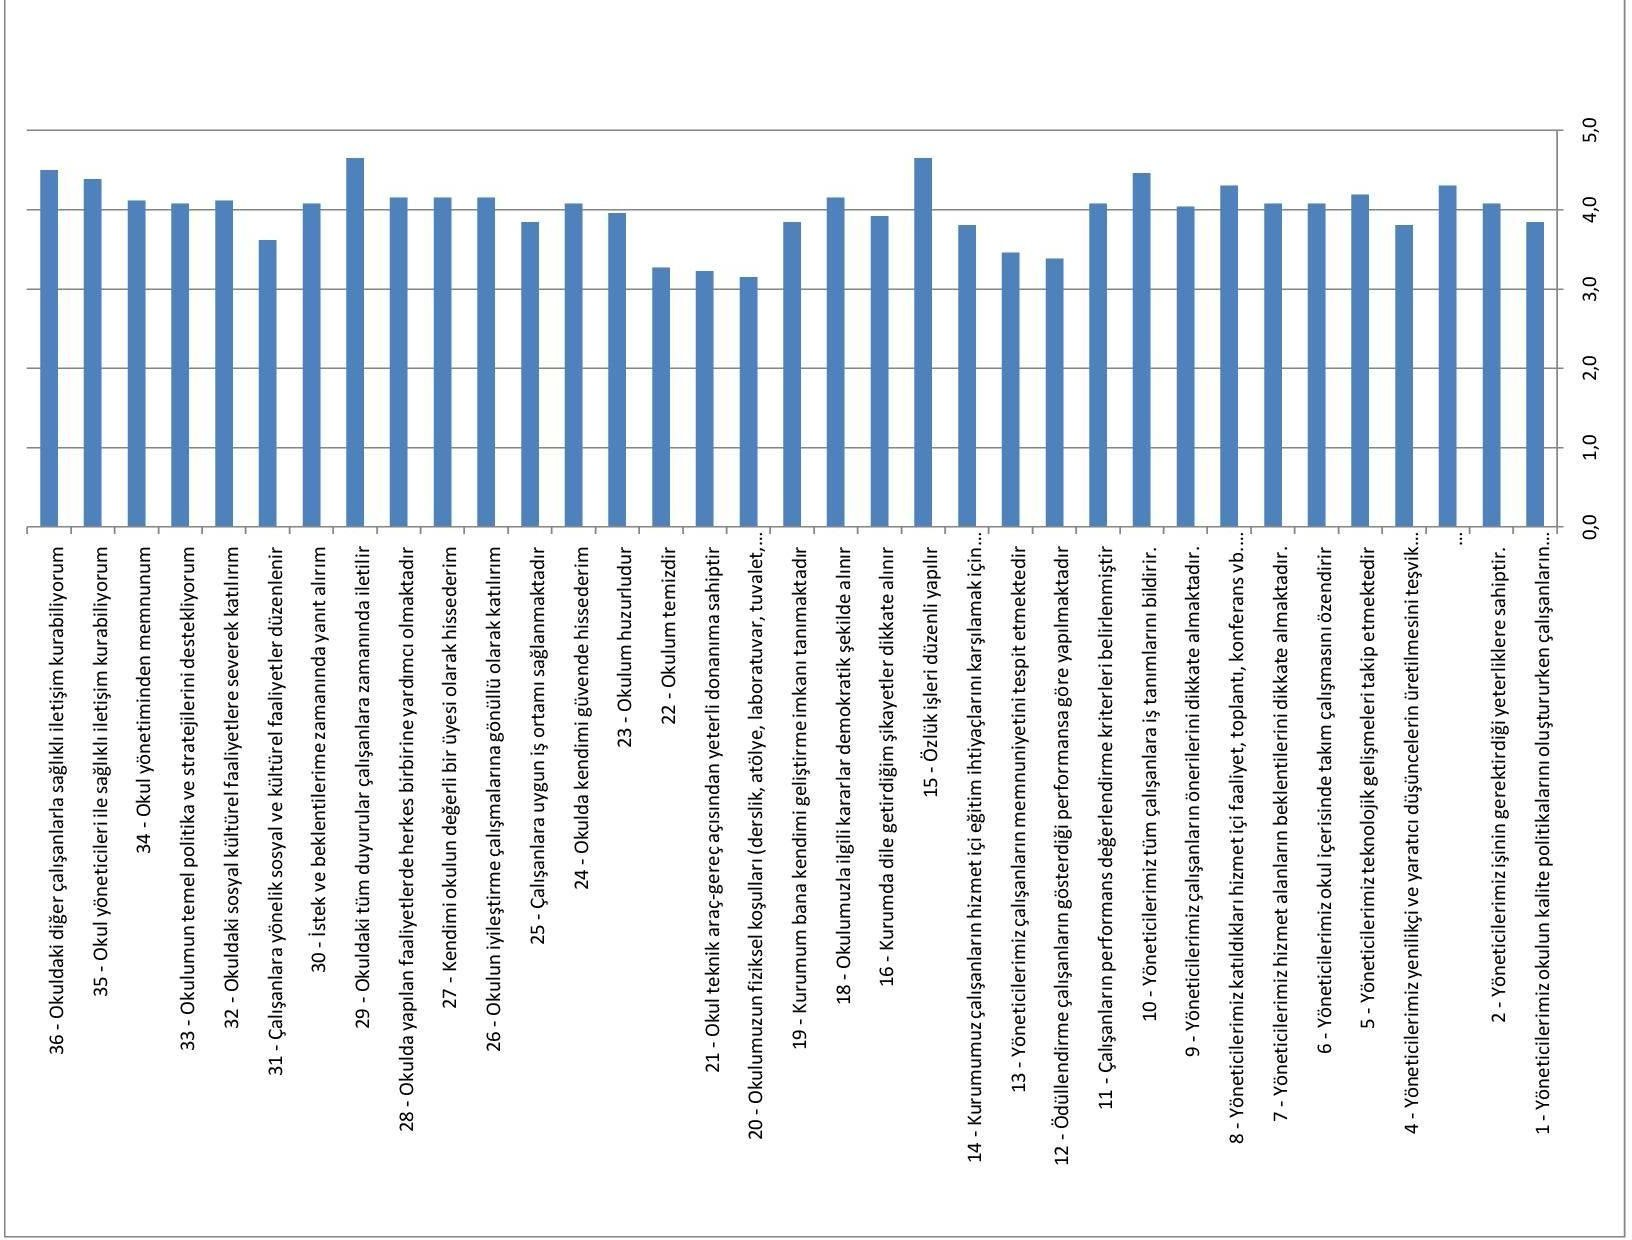 5,0
4,0
3,0
2,0
1,0
0,0
36 - Okuldaki diğer çalışanlarla sağlıklı iletişim kurabiliyorum
35 - Okul yöneticileri ile sağlıklı iletişim kurabiliyorum
34 - Okul yönetiminden memnunum
33 - Okulumun temel politika ve stratejilerini destekliyorum
32 - Okuldaki sosyal kültürel faaliyetlere severek katılırım
31 - Çalışanlara yönelik sosyal ve kültürel faaliyetler düzenlenir
30 - İstek ve beklentilerime zamanında yanıt alırım
29 - Okuldaki tüm duyurular çalışanlara zamanında iletilir
28 - Okulda yapılan faaliyetlerde herkes birbirine yardımcı olmaktadır
27 - Kendimi okulun değerli bir üyesi olarak hissederim
26 - Okulun iyileştirme çalışmalarına gönüllü olarak katılırım
25 - Çalışanlara uygun iş ortamı sağlanmaktadır
24 - Okulda kendimi güvende hissederim
23 - Okulum huzurludur
22 - Okulum temizdir
21 - Okul teknik araç-gereç açısından yeterli donanıma sahiptir
20 - Okulumuzun fiziksel koşulları (derslik, atölye, laboratuvar, tuvalet,...
19 - Kurumum bana kendimi geliştirme imkanı tanımaktadır
18 - Okulumuzla ilgili kararlar demokratik şekilde alınır
16 - Kurumda dile getirdiğim şikayetler dikkate alınır
15 - Özlük işleri düzenli yapılır
14 - Kurumumuz çalışanların hizmet içi eğitim ihtiyaçlarını karşılamak için...
13 - Yöneticilerimiz çalışanların memnuniyetini tespit etmektedir
12 - Ödüllendirme çalışanların gösterdiği performansa göre yapılmaktadır
11 - Çalışanların performans değerlendirme kriterleri belirlenmiştir
10 - Yöneticilerimiz tüm çalışanlara iş tanımlarını bildirir.
9 - Yöneticilerimiz çalışanların önerilerini dikkate almaktadır.
8 - Yöneticilerimiz katıldıkları hizmet içi faaliyet, toplantı, konferans vb....
7 - Yöneticilerimiz hizmet alanların beklentilerini dikkate almaktadır.
6 - Yöneticilerimiz okul içerisinde takım çalışmasını özendirir
5 - Yöneticilerimiz teknolojik gelişmeleri takip etmektedir
4 - Yöneticilerimiz yenilikçi ve yaratıcı düşüncelerin üretilmesini teşvik...
...
2 - Yöneticilerimiz işinin gerektirdiği yeterliklere sahiptir.
1 - Yöneticilerimiz okulun kalite politikalarını oluştururken çalışanların...